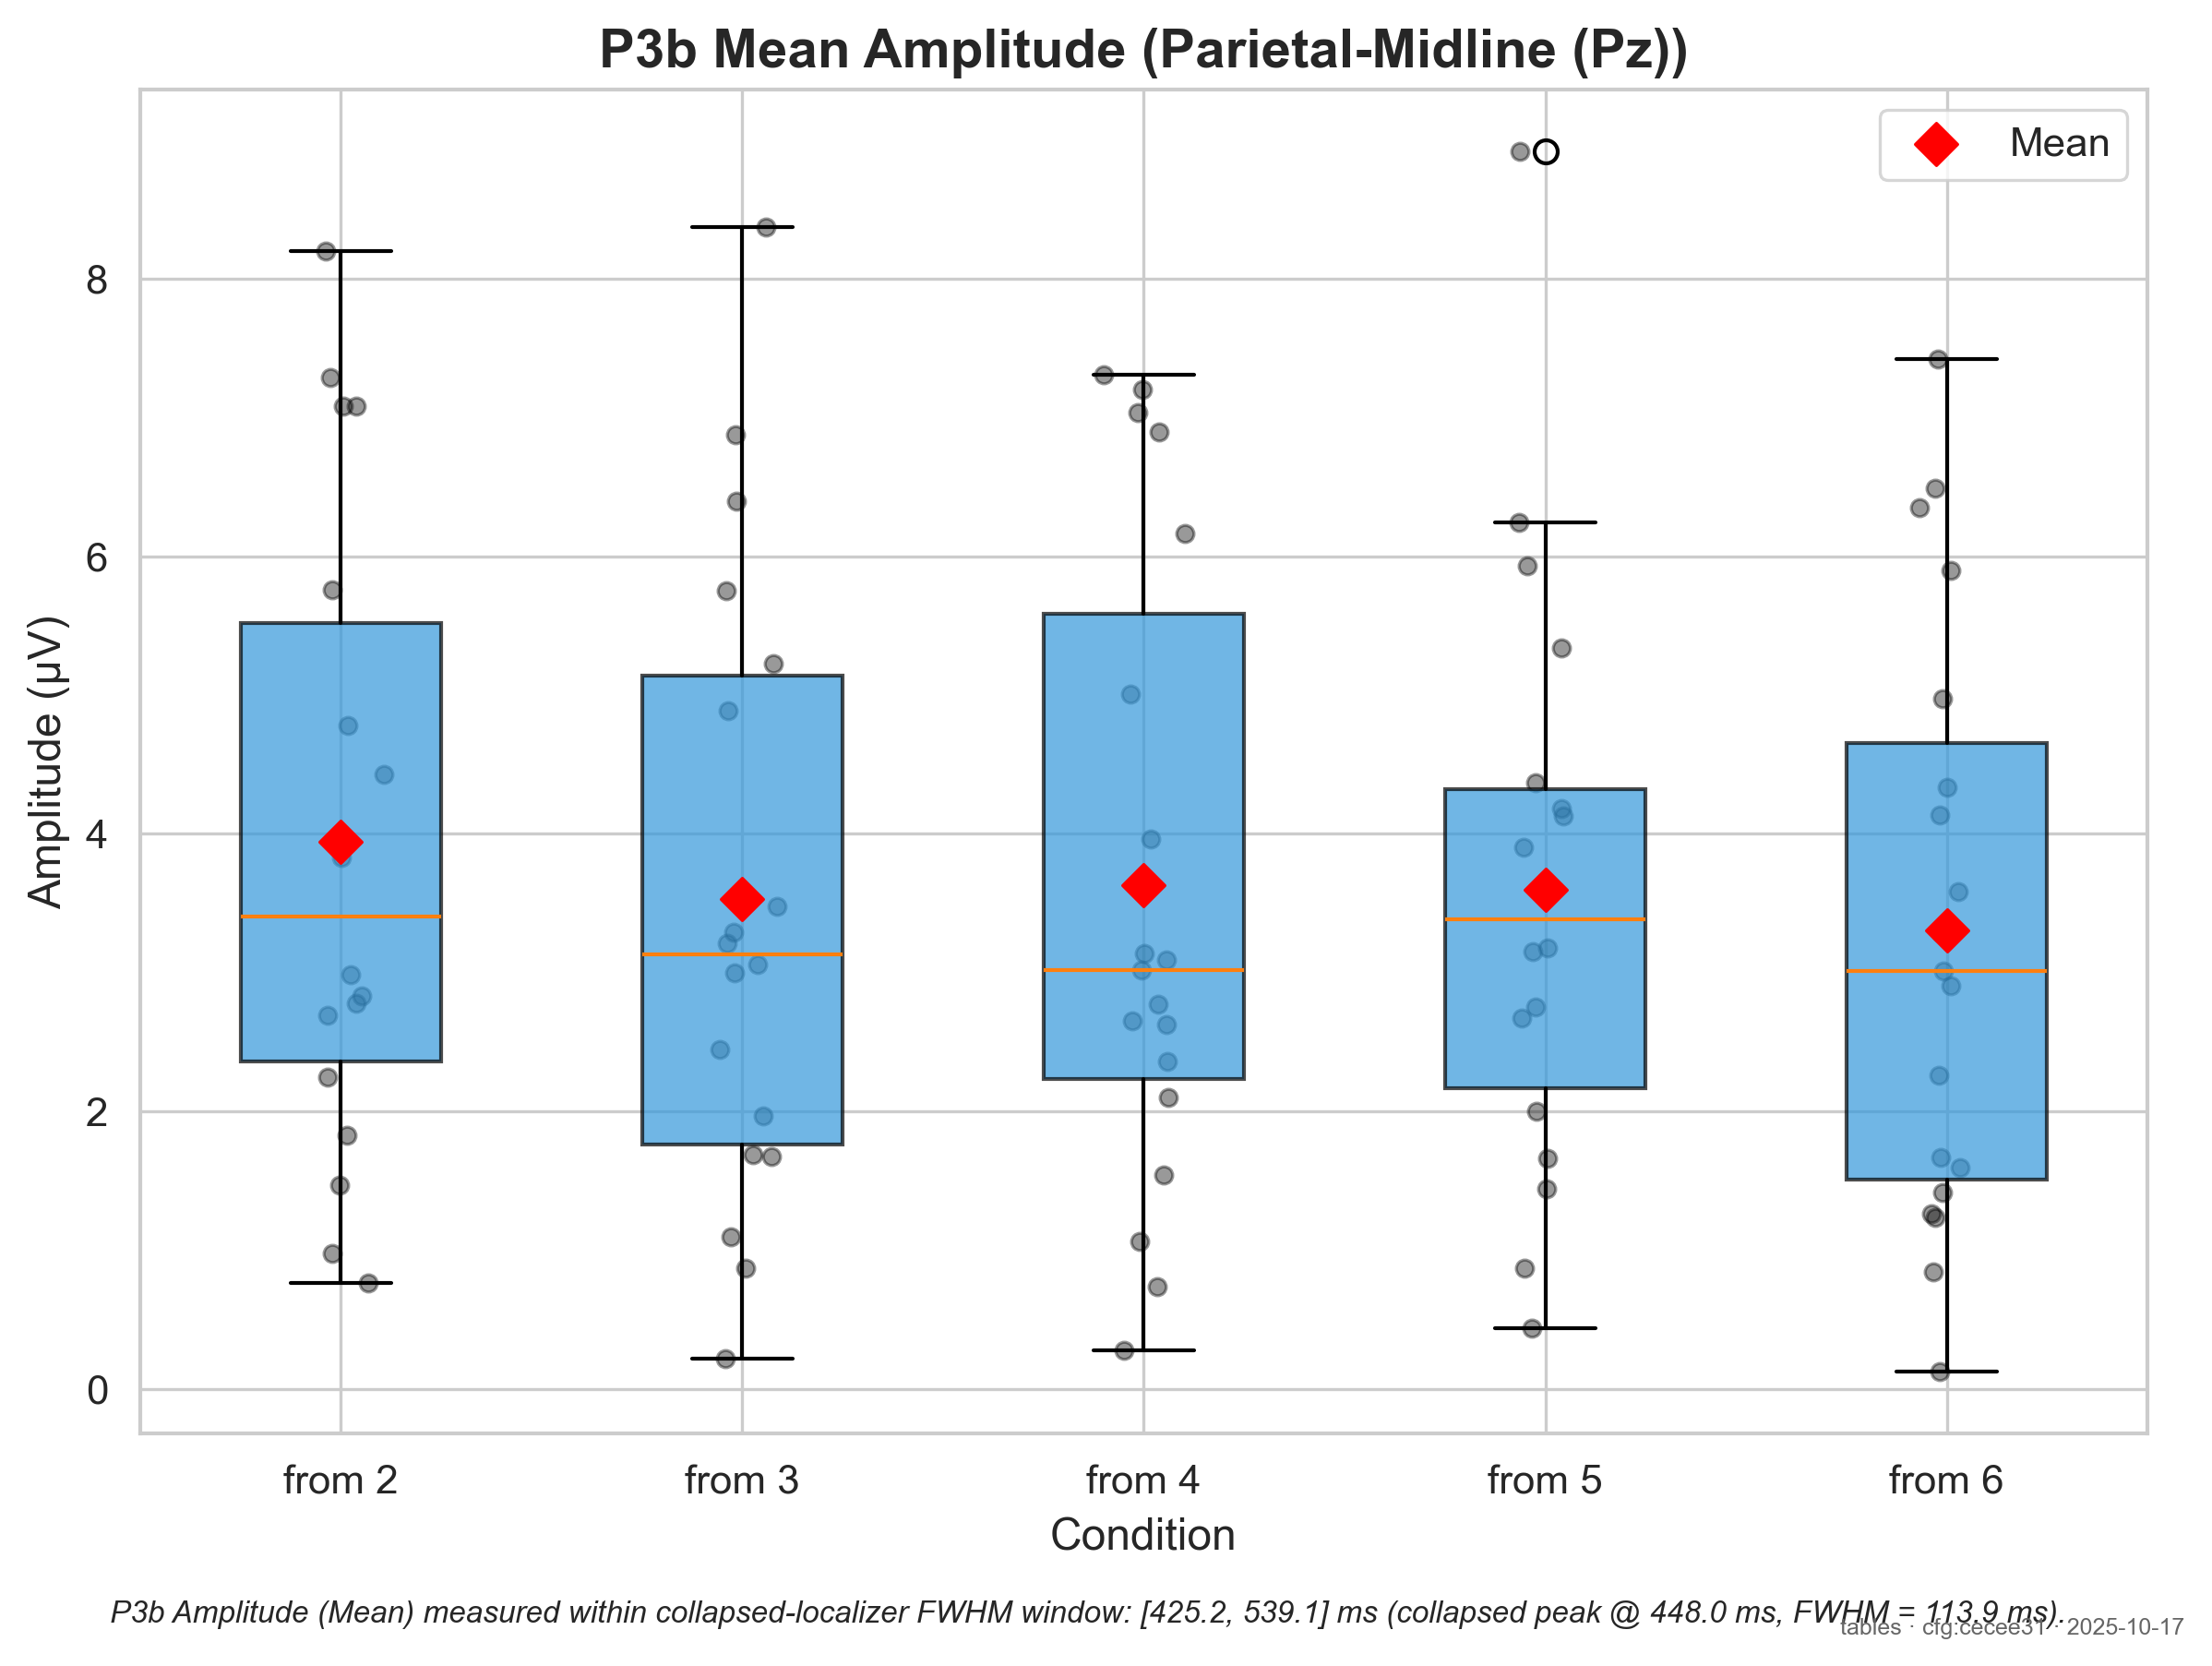 P3b Mean Amplitude (Parietal-Midline (Pz))
Mean
8
6
4
2
0
Amplitude (µV)
from 2
from 3
from 4
from 5
from 6
Condition
P3b Amplitude (Mean) measured within collapsed-localizer FWHM window: [425.2, 539.1] ms (collapsed peak @ 448.0 ms, FWHM = 113.9 ms).
tables · cfg:cecee31 · 2025-10-17